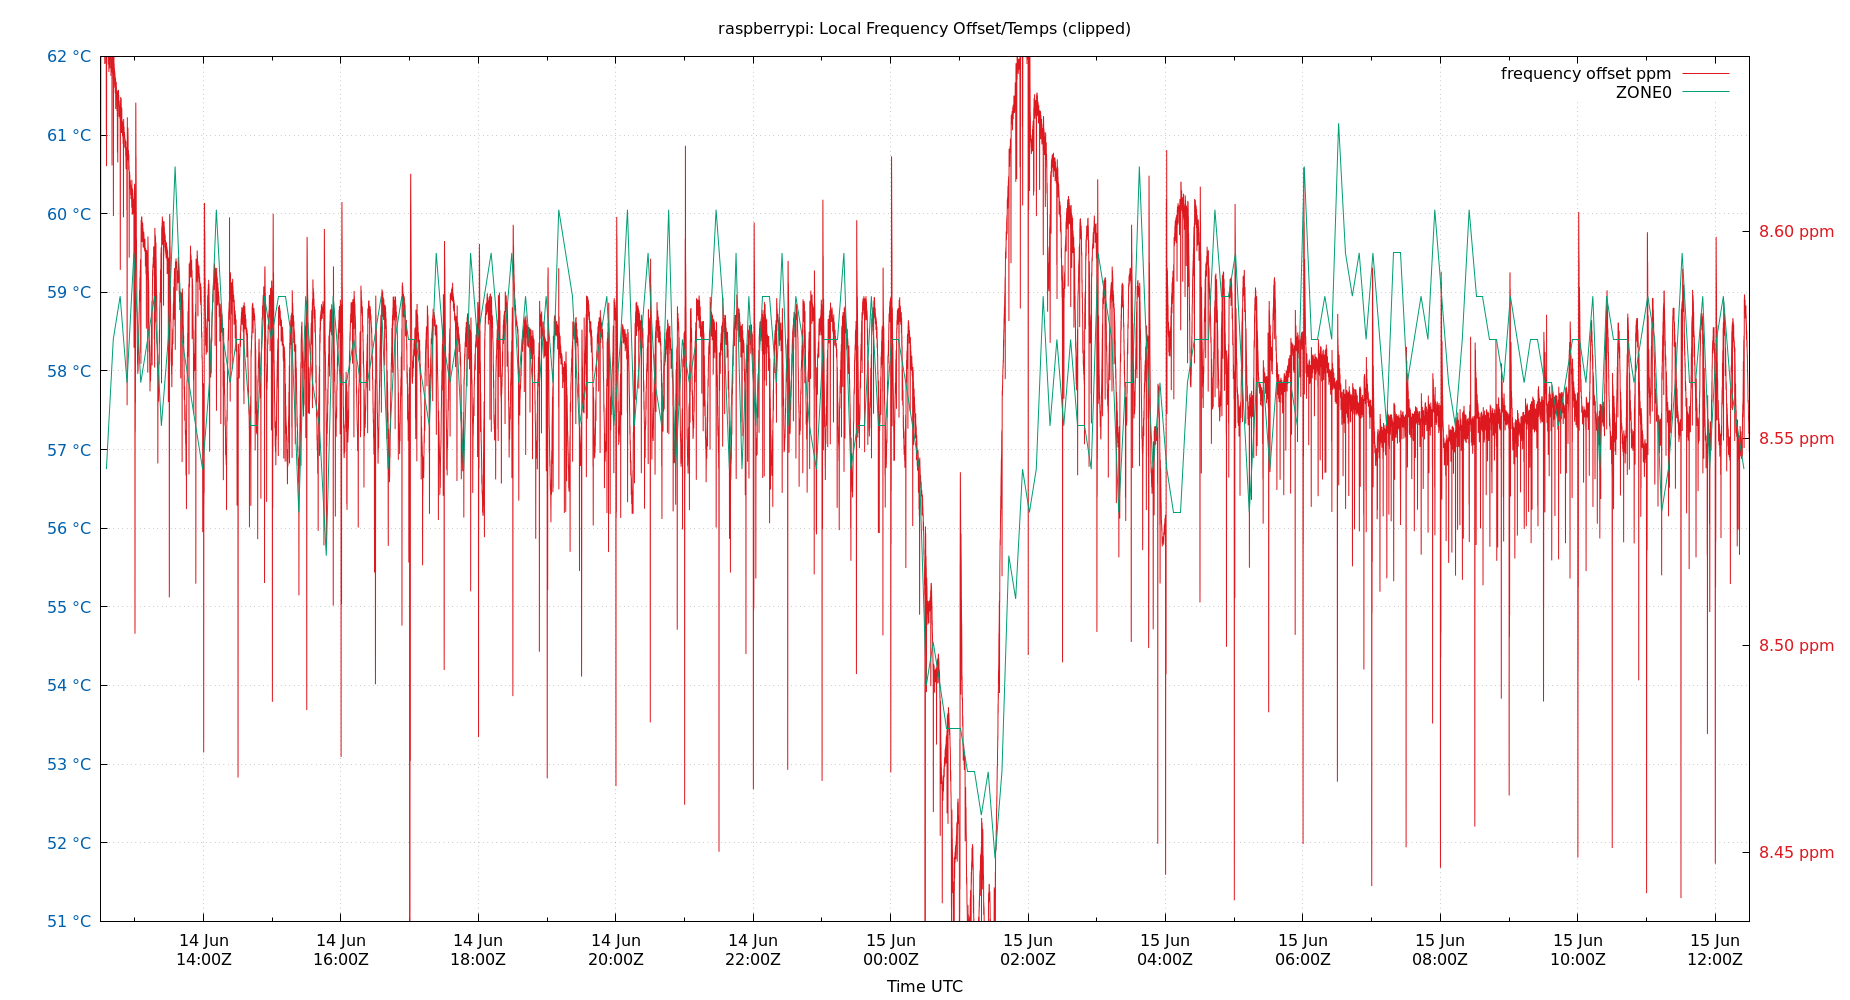 raspberrypi: Local Frequency Offset/Temps (clipped)
frequency offset ppm
ZONE0
62 °C
61 °C
60 °C
59 °C
58 °C
57 °C
56 °C
55 °C
54 °C
53 °C
52 °C
51 °C
8.60 ppm
8.55 ppm
8.50 ppm
8.45 ppm
14 Jun 14 Jun 14 Jun 14 Jun 14 Jun 15 Jun 15 Jun 15 Jun 15 Jun 15 Jun 15 Jun 15 Jun
14:00Z 16:00Z 18:00Z 20:00Z 22:00Z 00:00Z 02:00Z 04:00Z 06:00Z 08:00Z 10:00Z 12:00Z
Time UTC